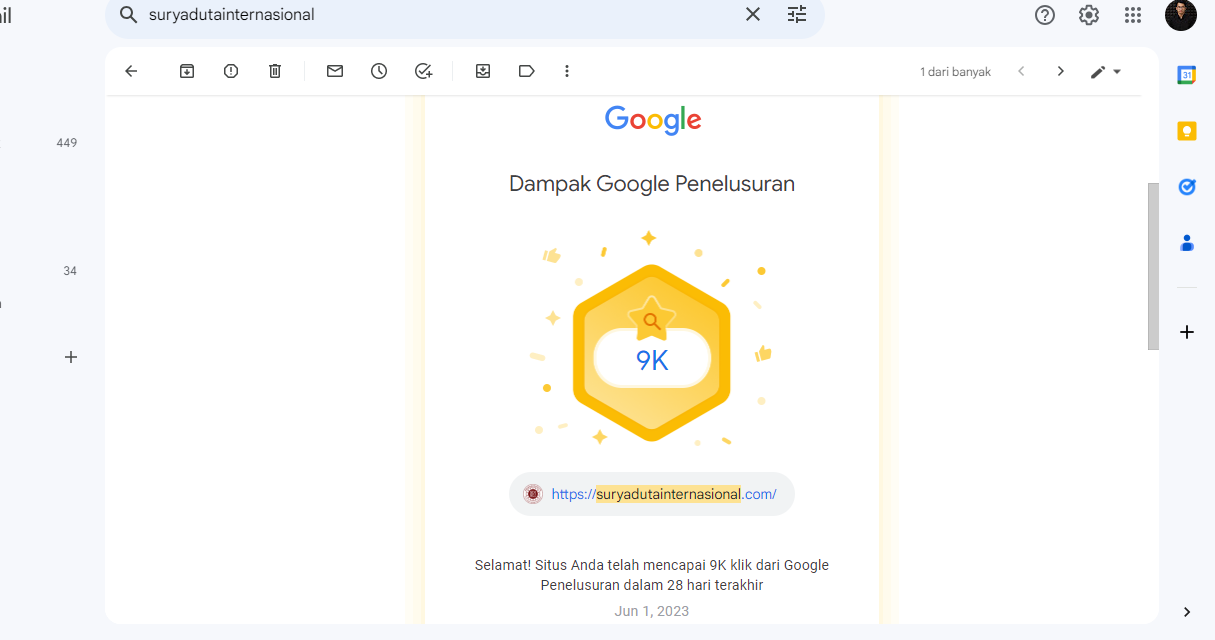 suryadutainternasional
1 dari banyak
31
449
Google
Dampak Google Penelusuran
34
9K
https://suryadutainternasional.com/
Selamat! Situs Anda telah mencapai 9K klik dari Google
Penelusuran dalam 28 hari terakhir
Jun 1, 2023